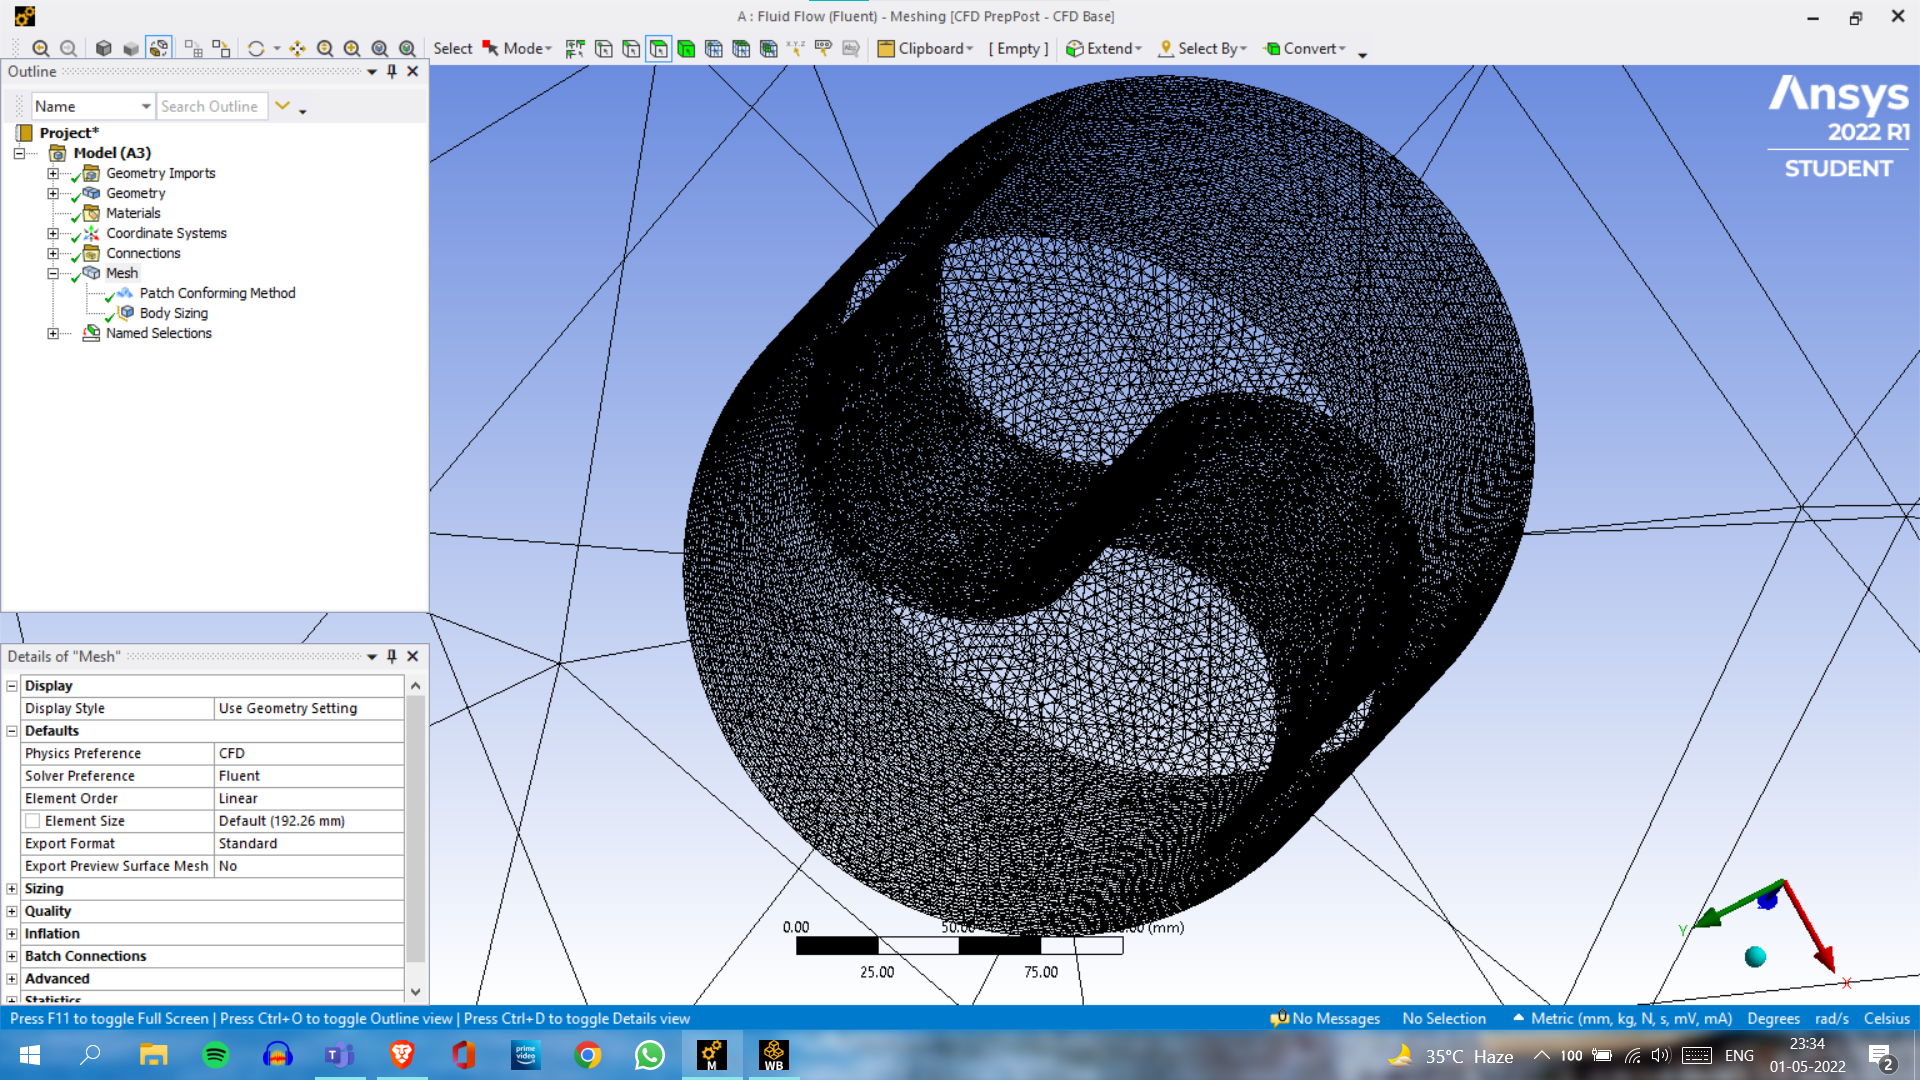 A : Fluid Flow (Fluent) - Meshing [CFD PrepPost - CFD Base]
Select Mode Clipboard [ Empty ] Extend Select By Convert
Outline
Name Search Outline
Project*
Model (A3)
Geometry Imports
Geometry
Materials
Coordinate Systems
Connections
Mesh
Patch Conforming Method
Body Sizing
Named Selections
Ansys
2022 R1
STUDENT
Details of "Mesh"
Display
Display Style Use Geometry Setting
Defaults
Physics Preference CFD
Solver Preference Fluent
Element Order Linear
Element Size Default (192.26 mm)
Export Format Standard
Export Preview Surface Mesh No
Sizing
Quality
Inflation
Batch Connections
Advanced
Statistics
0.00 (mm)
25.00 75.00
Y
X
Press F11 to toggle Full Screen | Press Ctrl+O to toggle Outline view | Press Ctrl+D to toggle Details view
0 No Messages No Selection Metric (mm, kg, N, s, mV, mA) Degrees rad/s Celsius
prime video
M
WB
35°C Haze 100 ENG
23:34
01-05-2022
2